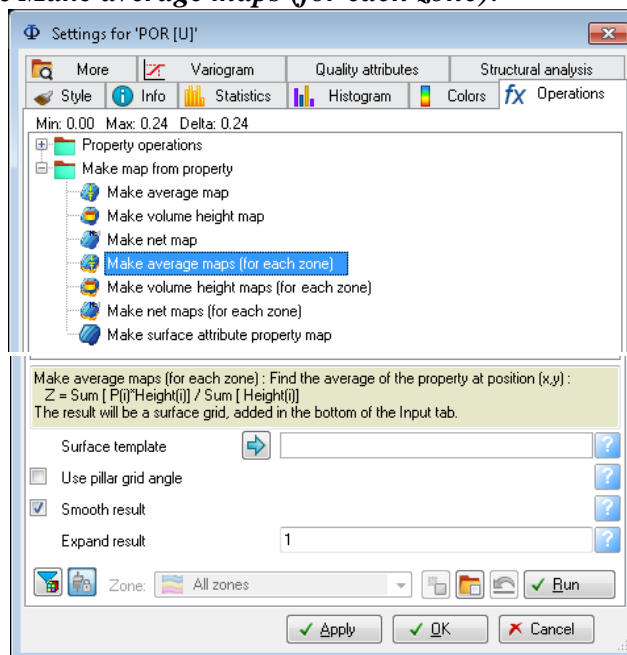 Make average maps (for each zone).
Settings for 'POR [U]'
More Variogram Quality attributes Structural analysis
Style Info Statistics Histogram Colors Operations
Min: 0.00 Max: 0.24 Delta: 0.24
Property operations
Make map from property
Make average map
Make volume height map
Make net map
Make average maps (for each zone)
Make volume height maps (for each zone)
Make net maps (for each zone)
Make surface attribute property map
Make average maps (for each zone) : Find the average of the property at position (x,y) :
Z = Sum [ P(i)*Height(i)] / Sum [ Height(i)]
The result will be a surface grid, added in the bottom of the Input tab.
Surface template
Use pillar grid angle
Smooth result
Expand result 1
Zone: All zones Run
Apply OK Cancel